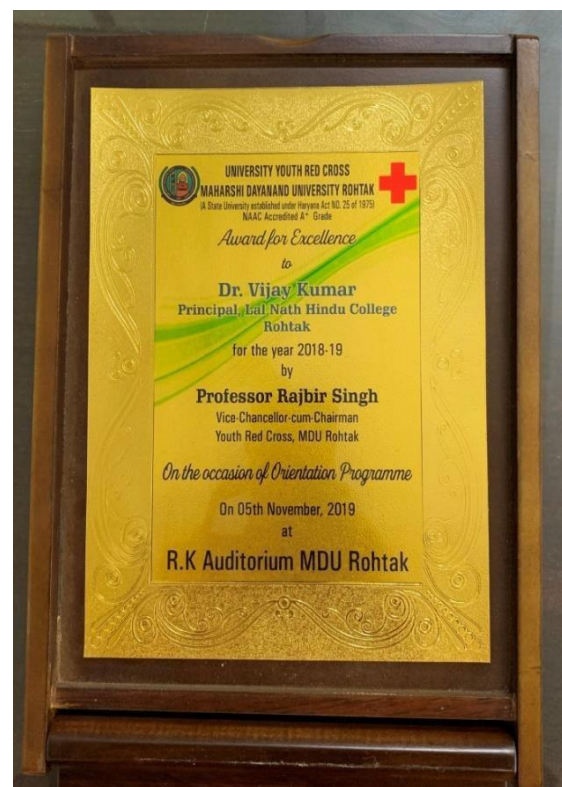 UNIVERSITY YOUTH RED CROSS
MAHARSHI DAYANAND UNIVERSITY ROHTAK
(A State University established under Haryana Act NO. 25 of 1975)
NAAC Accredited A+ Grade
Award for Excellence
to
Dr. Vijay Kumar
Principal, Lal Nath Hindu College
Rohtak
for the year 2018-19
by
Professor Rajbir Singh
Vice-Chancellor-cum-Chairman
Youth Red Cross, MDU Rohtak
On the occasion of Orientation Programme
On 05th November, 2019
at
R.K Auditorium MDU Rohtak